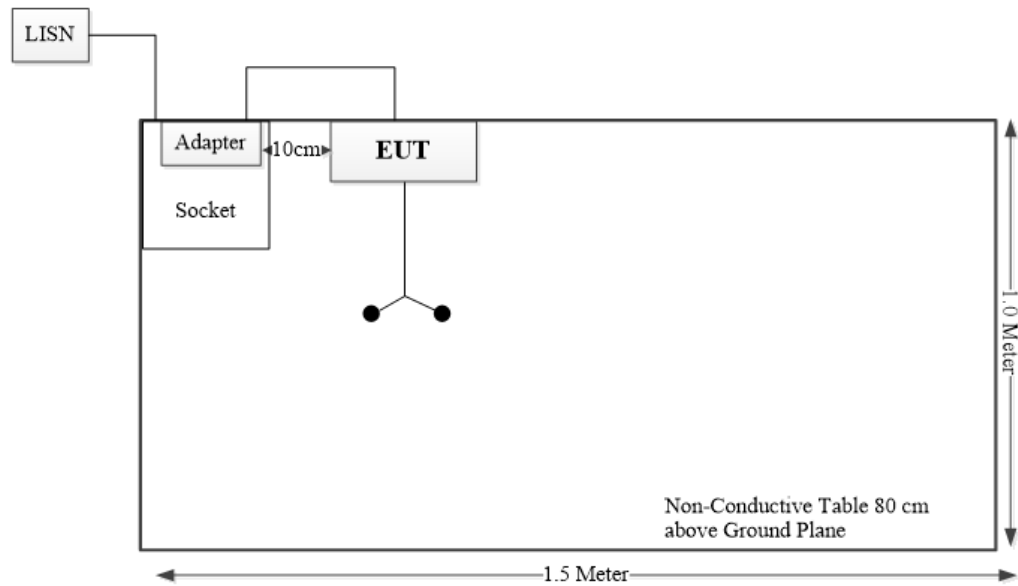 LISN
Adapter
10cm
EUT
Socket
1.0 Meter
Non-Conductive Table 80 cm
above Ground Plane
1.5 Meter